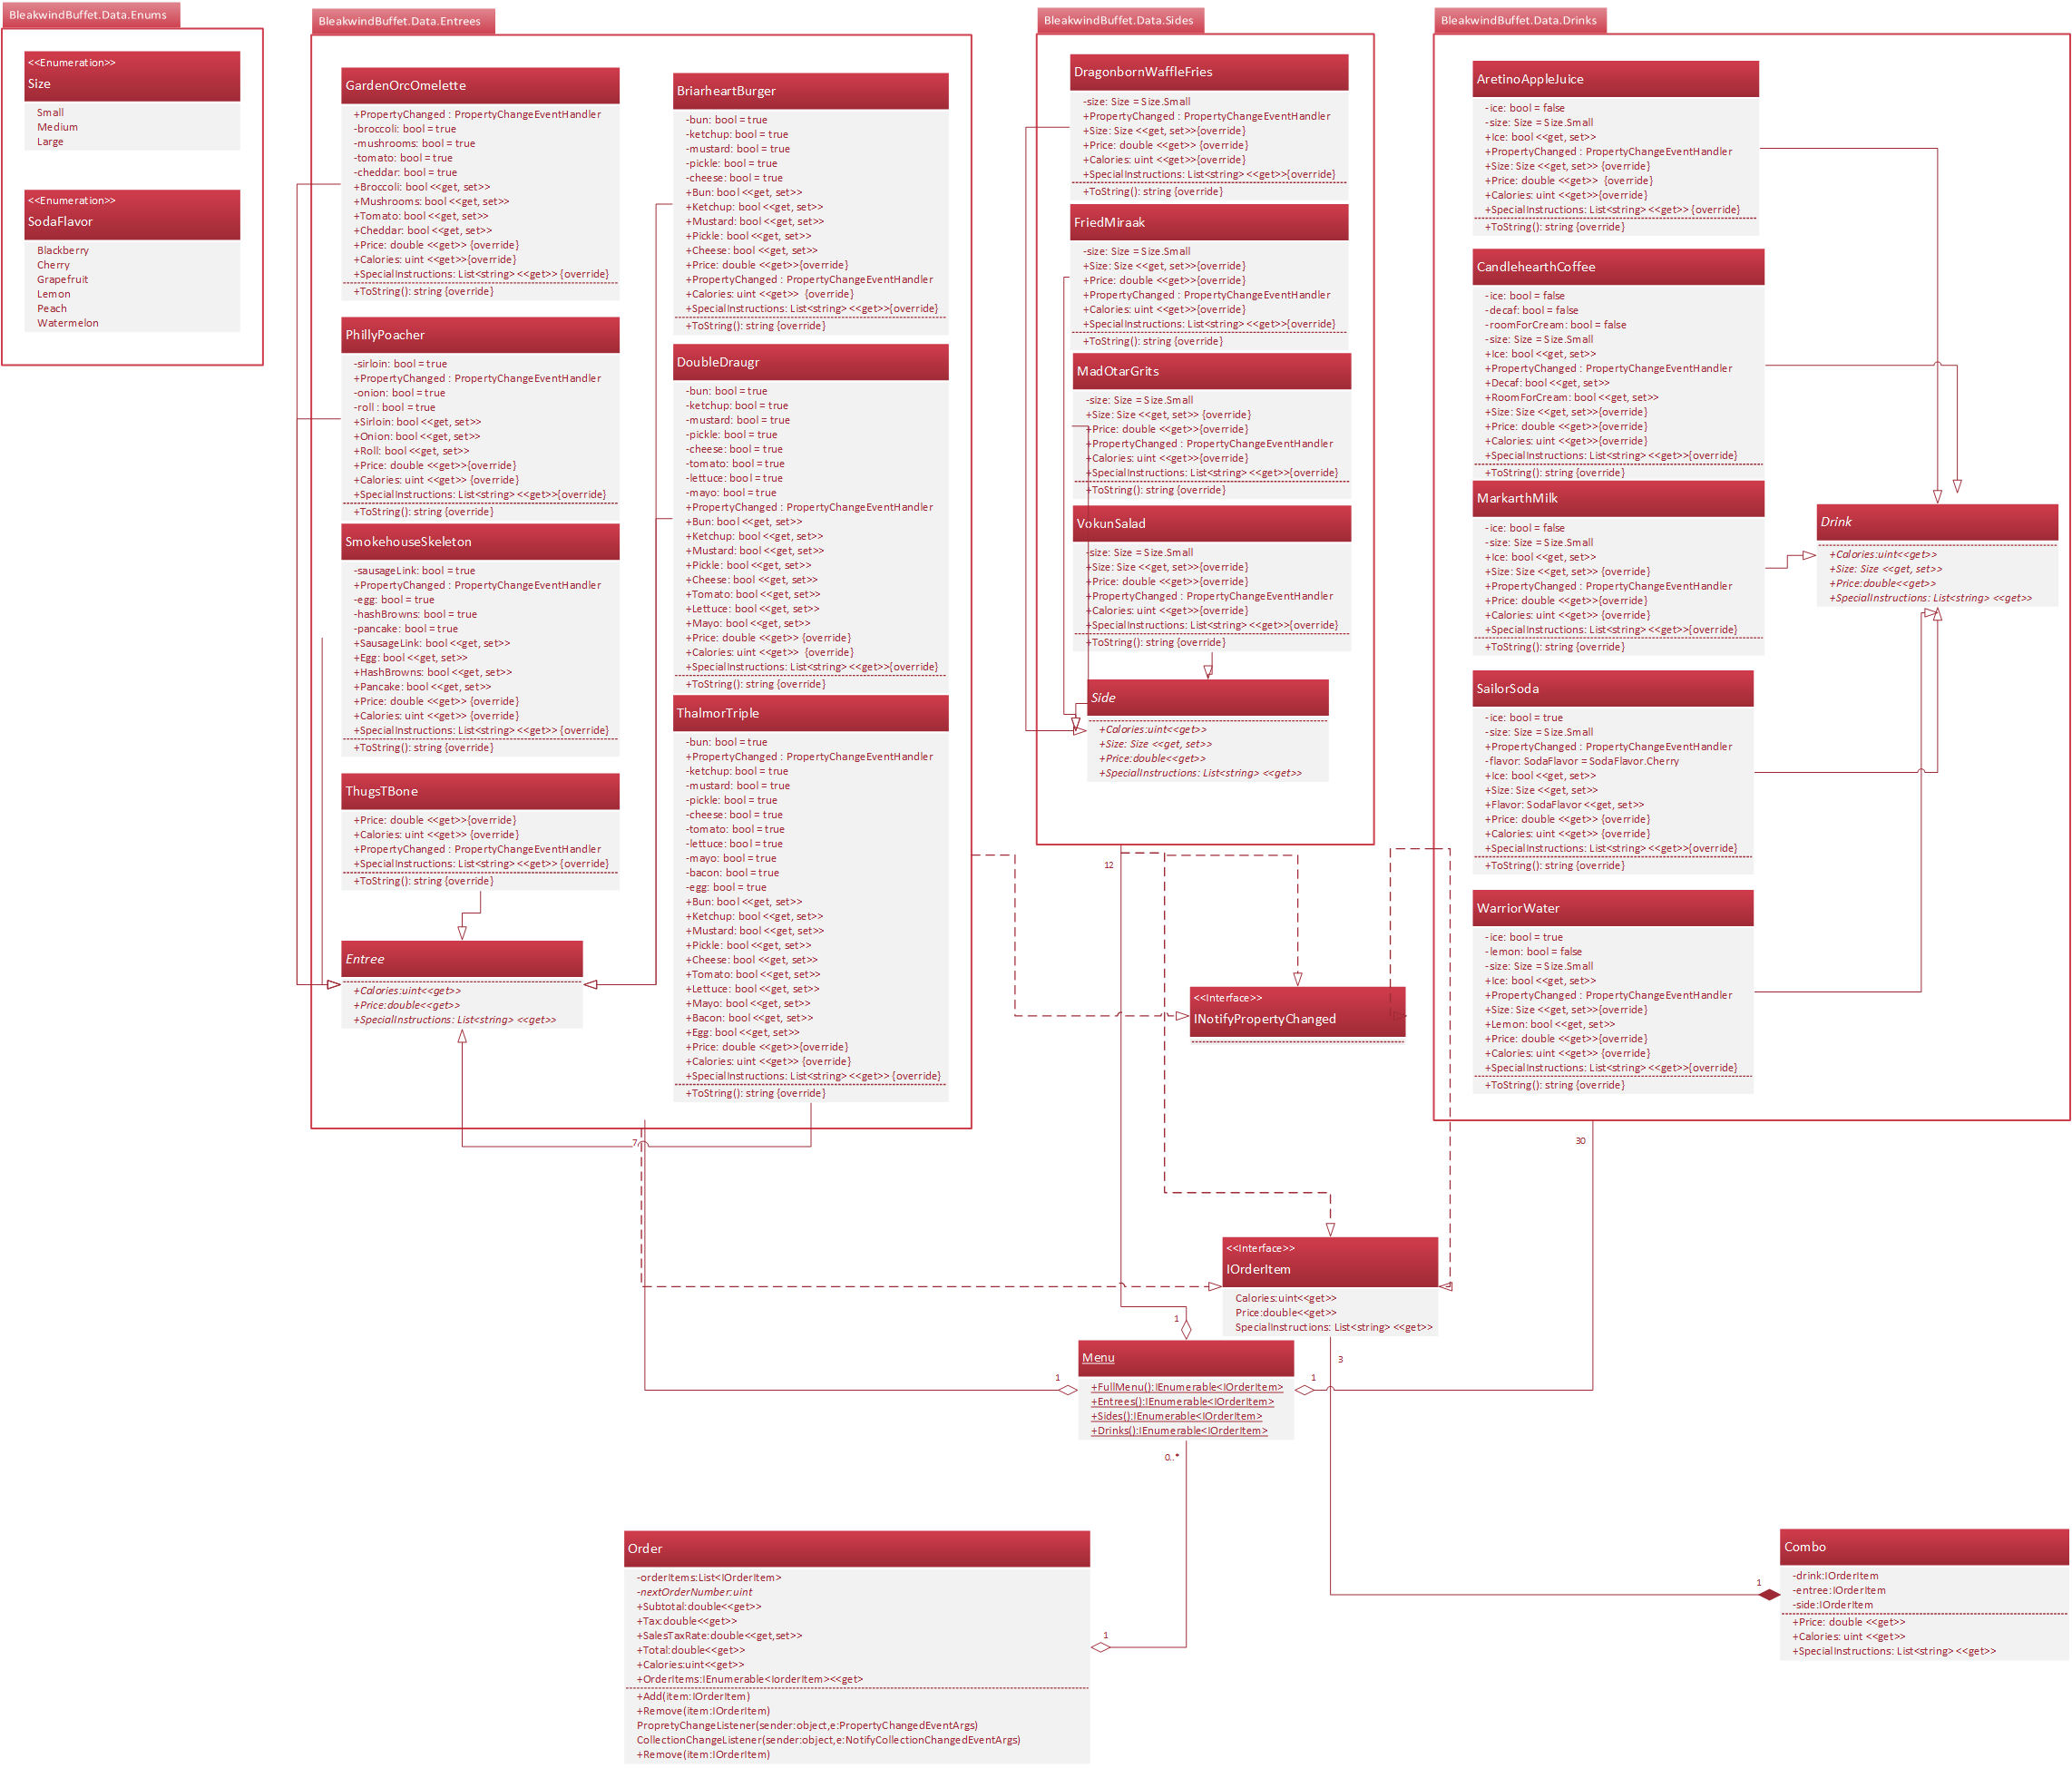 BleakwindBuffet.Data.Enums
<<Enumeration>>
Size
Small
Medium
Large
<<Enumeration>>
SodaFlavor
Blackberry
Cherry
Grapefruit
Lemon
Peach
Watermelon
BleakwindBuffet.Data.Entrees
GardenOrcOmelette
+PropertyChanged : PropertyChangeEventHandler
-broccoli: bool = true
-mushrooms: bool = true
-tomato: bool = true
-cheddar: bool = true
+Broccoli: bool <<get, set>>
+Mushrooms: bool <<get, set>>
+Tomato: bool <<get, set>>
+Cheddar: bool <<get, set>>
+Price: double <<get>> {override}
+Calories: uint <<get>>{override}
+SpecialInstructions: List<string> <<get>> {override}
+ToString(): string {override}
PhillyPoacher
-sirloin: bool = true
+PropertyChanged : PropertyChangeEventHandler
-onion: bool = true
-roll : bool = true
+Sirloin: bool <<get, set>>
+Onion: bool <<get, set>>
+Roll: bool <<get, set>>
+Price: double <<get>>{override}
+Calories: uint <<get>> {override}
+SpecialInstructions: List<string> <<get>>{override}
+ToString(): string {override}
SmokehouseSkeleton
-sausageLink: bool = true
+PropertyChanged : PropertyChangeEventHandler
-egg: bool = true
-hashBrowns: bool = true
-pancake: bool = true
+SausageLink: bool <<get, set>>
+Egg: bool <<get, set>>
+HashBrowns: bool <<get, set>>
+Pancake: bool <<get, set>>
+Price: double <<get>> {override}
+Calories: uint <<get>> {override}
+SpecialInstructions: List<string> <<get>> {override}
+ToString(): string {override}
ThugsTBone
+Price: double <<get>>{override}
+Calories: uint <<get>> {override}
+PropertyChanged : PropertyChangeEventHandler
+SpecialInstructions: List<string> <<get>> {override}
+ToString(): string {override}
Entree
+Calories:uint<<get>>
+Price:double<<get>>
+SpecialInstructions: List<string> <<get>>
BriarheartBurger
-bun: bool = true
-ketchup: bool = true
-mustard: bool = true
-pickle: bool = true
-cheese: bool = true
+Bun: bool <<get, set>>
+Ketchup: bool <<get, set>>
+Mustard: bool <<get, set>>
+Pickle: bool <<get, set>>
+Cheese: bool <<get, set>>
+Price: double <<get>>{override}
+PropertyChanged : PropertyChangeEventHandler
+Calories: uint <<get>> {override}
+SpecialInstructions: List<string> <<get>>{override}
+ToString(): string {override}
DoubleDraugr
-bun: bool = true
-ketchup: bool = true
-mustard: bool = true
-pickle: bool = true
-cheese: bool = true
-tomato: bool = true
-lettuce: bool = true
-mayo: bool = true
+PropertyChanged : PropertyChangeEventHandler
+Bun: bool <<get, set>>
+Ketchup: bool <<get, set>>
+Mustard: bool <<get, set>>
+Pickle: bool <<get, set>>
+Cheese: bool <<get, set>>
+Tomato: bool <<get, set>>
+Lettuce: bool <<get, set>>
+Mayo: bool <<get, set>>
+Price: double <<get>> {override}
+Calories: uint <<get>> {override}
+SpecialInstructions: List<string> <<get>>{override}
+ToString(): string {override}
ThalmorTriple
-bun: bool = true
+PropertyChanged : PropertyChangeEventHandler
-ketchup: bool = true
-mustard: bool = true
-pickle: bool = true
-cheese: bool = true
-tomato: bool = true
-lettuce: bool = true
-mayo: bool = true
-bacon: bool = true
-egg: bool = true
+Bun: bool <<get, set>>
+Ketchup: bool <<get, set>>
+Mustard: bool <<get, set>>
+Pickle: bool <<get, set>>
+Cheese: bool <<get, set>>
+Tomato: bool <<get, set>>
+Lettuce: bool <<get, set>>
+Mayo: bool <<get, set>>
+Bacon: bool <<get, set>>
+Egg: bool <<get, set>>
+Price: double <<get>>{override}
+Calories: uint <<get>> {override}
+SpecialInstructions: List<string> <<get>> {override}
+ToString(): string {override}
BleakwindBuffet.Data.Sides
DragonbornWaffleFries
-size: Size = Size.Small
+PropertyChanged : PropertyChangeEventHandler
+Size: Size <<get, set>>{override}
+Price: double <<get>> {override}
+Calories: uint <<get>>{override}
+SpecialInstructions: List<string> <<get>>{override}
+ToString(): string {override}
FriedMiraak
-size: Size = Size.Small
+Size: Size <<get, set>>{override}
+Price: double <<get>>{override}
+PropertyChanged : PropertyChangeEventHandler
+Calories: uint <<get>>{override}
+SpecialInstructions: List<string> <<get>>{override}
+ToString(): string {override}
MadOtarGrits
-size: Size = Size.Small
+Size: Size <<get, set>> {override}
+Price: double <<get>>{override}
+PropertyChanged : PropertyChangeEventHandler
+Calories: uint <<get>>{override}
+SpecialInstructions: List<string> <<get>>{override}
+ToString(): string {override}
VokunSalad
-size: Size = Size.Small
+Size: Size <<get, set>>{override}
+Price: double <<get>>{override}
+PropertyChanged : PropertyChangeEventHandler
+Calories: uint <<get>>{override}
+SpecialInstructions: List<string> <<get>>{override}
+ToString(): string {override}
Side
+Calories:uint<<get>>
+Size: Size <<get, set>>
+Price:double<<get>>
+SpecialInstructions: List<string> <<get>>
BleakwindBuffet.Data.Drinks
AretinoAppleJuice
-ice: bool = false
-size: Size = Size.Small
+Ice: bool <<get, set>>
+PropertyChanged : PropertyChangeEventHandler
+Size: Size <<get, set>> {override}
+Price: double <<get>> {override}
+Calories: uint <<get>>{override}
+SpecialInstructions: List<string> <<get>> {override}
+ToString(): string {override}
CandlehearthCoffee
-ice: bool = false
-decaf: bool = false
-roomForCream: bool = false
-size: Size = Size.Small
+Ice: bool <<get, set>>
+PropertyChanged : PropertyChangeEventHandler
+Decaf: bool <<get, set>>
+RoomForCream: bool <<get, set>>
+Size: Size <<get, set>>{override}
+Price: double <<get>>{override}
+Calories: uint <<get>>{override}
+SpecialInstructions: List<string> <<get>>{override}
+ToString(): string {override}
MarkarthMilk
-ice: bool = false
-size: Size = Size.Small
+Ice: bool <<get, set>>
+Size: Size <<get, set>> {override}
+PropertyChanged : PropertyChangeEventHandler
+Price: double <<get>>{override}
+Calories: uint <<get>>{override}
+SpecialInstructions: List<string> <<get>>{override}
+ToString(): string {override}
SailorSoda
-ice: bool = true
-size: Size = Size.Small
+PropertyChanged : PropertyChangeEventHandler
-flavor: SodaFlavor = SodaFlavor.Cherry
+Ice: bool <<get, set>>
+Size: Size <<get, set>>
+Flavor: SodaFlavor <<get, set>>
+Price: double <<get>>{override}
+Calories: uint <<get>> {override}
+SpecialInstructions: List<string> <<get>>{override}
+ToString(): string {override}
WarriorWater
-ice: bool = true
-lemon: bool = false
-size: Size = Size.Small
+Ice: bool <<get, set>>
+PropertyChanged : PropertyChangeEventHandler
+Size: Size <<get, set>>{override}
+Lemon: bool <<get, set>>
+Price: double <<get>>{override}
+Calories: uint <<get>> {override}
+SpecialInstructions: List<string> <<get>>{override}
+ToString(): string {override}
Drink
+Calories:uint<<get>>
+Size: Size <<get, set>>
+Price:double<<get>>
+SpecialInstructions: List<string> <<get>>
12
<<Interface>>
INotifyPropertyChanged
7
30
<<Interface>>
IOrderItem
Calories:uint<<get>>
Price:double<<get>>
SpecialInstructions: List<string> <<get>>
1
3
1
1
Menu
+FullMenu():IEnumerable<IOrderItem>
+Entrees():IEnumerable<IOrderItem>
+Sides():IEnumerable<IOrderItem>
+Drinks():IEnumerable<IOrderItem>
0..*
Order
-orderItems:List<IOrderItem>
-nextOrderNumber:uint
+Subtotal:double<<get>>
+Tax:double<<get>>
+SalesTaxRate:double<<get,set>>
+Total:double<<get>>
+Calories:uint<<get>>
+OrderItems:IEnumerable<IorderItem><<get>
+Add(item:IOrderItem)
+Remove(item:IOrderItem)
PropretyChangeListener(sender:object,e:PropertyChangedEventArgs)
CollectionChangeListener(sender:object,e:NotifyCollectionChangedEventArgs)
+Remove(item:IOrderItem)
1
1
Combo
-drink:IOrderItem
-entree:IOrderItem
-side:IOrderItem
+Price: double <<get>>
+Calories: uint <<get>>
+SpecialInstructions: List<string> <<get>>